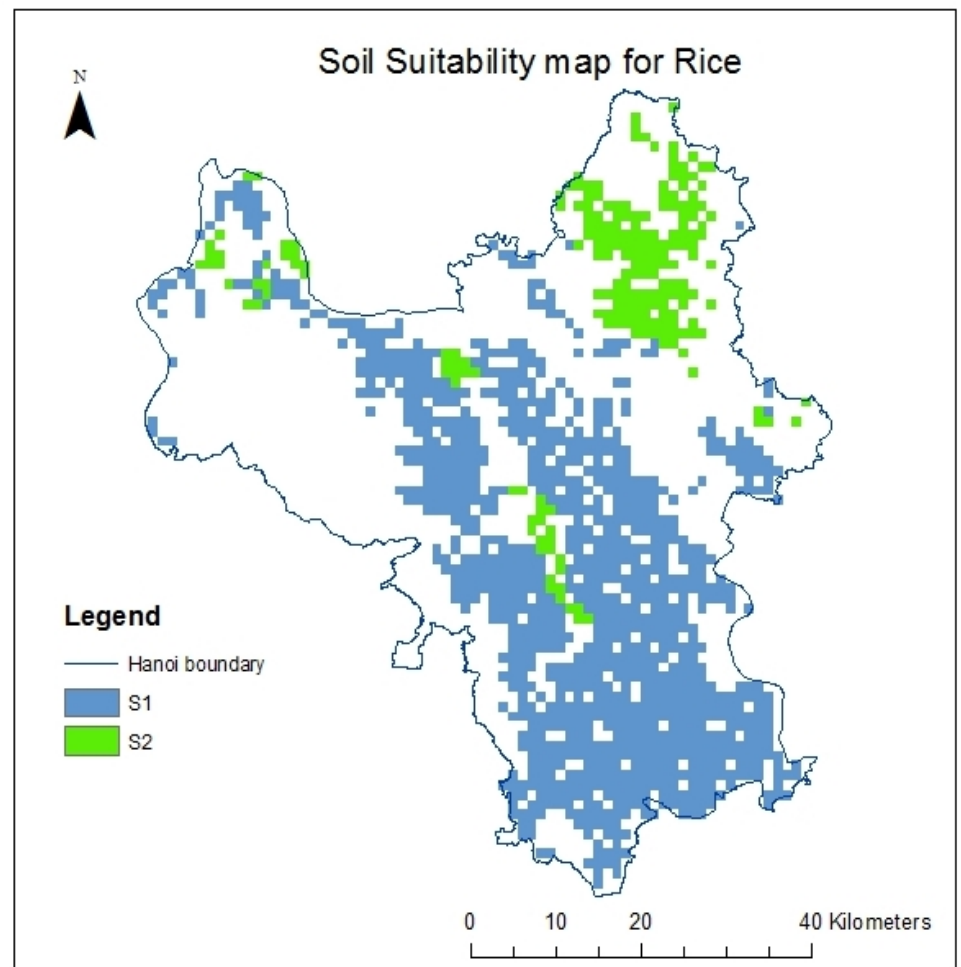 Soil Suitability map for Rice
N
Legend
Hanoi boundary
S1
S2
0 10 20 40 Kilometers